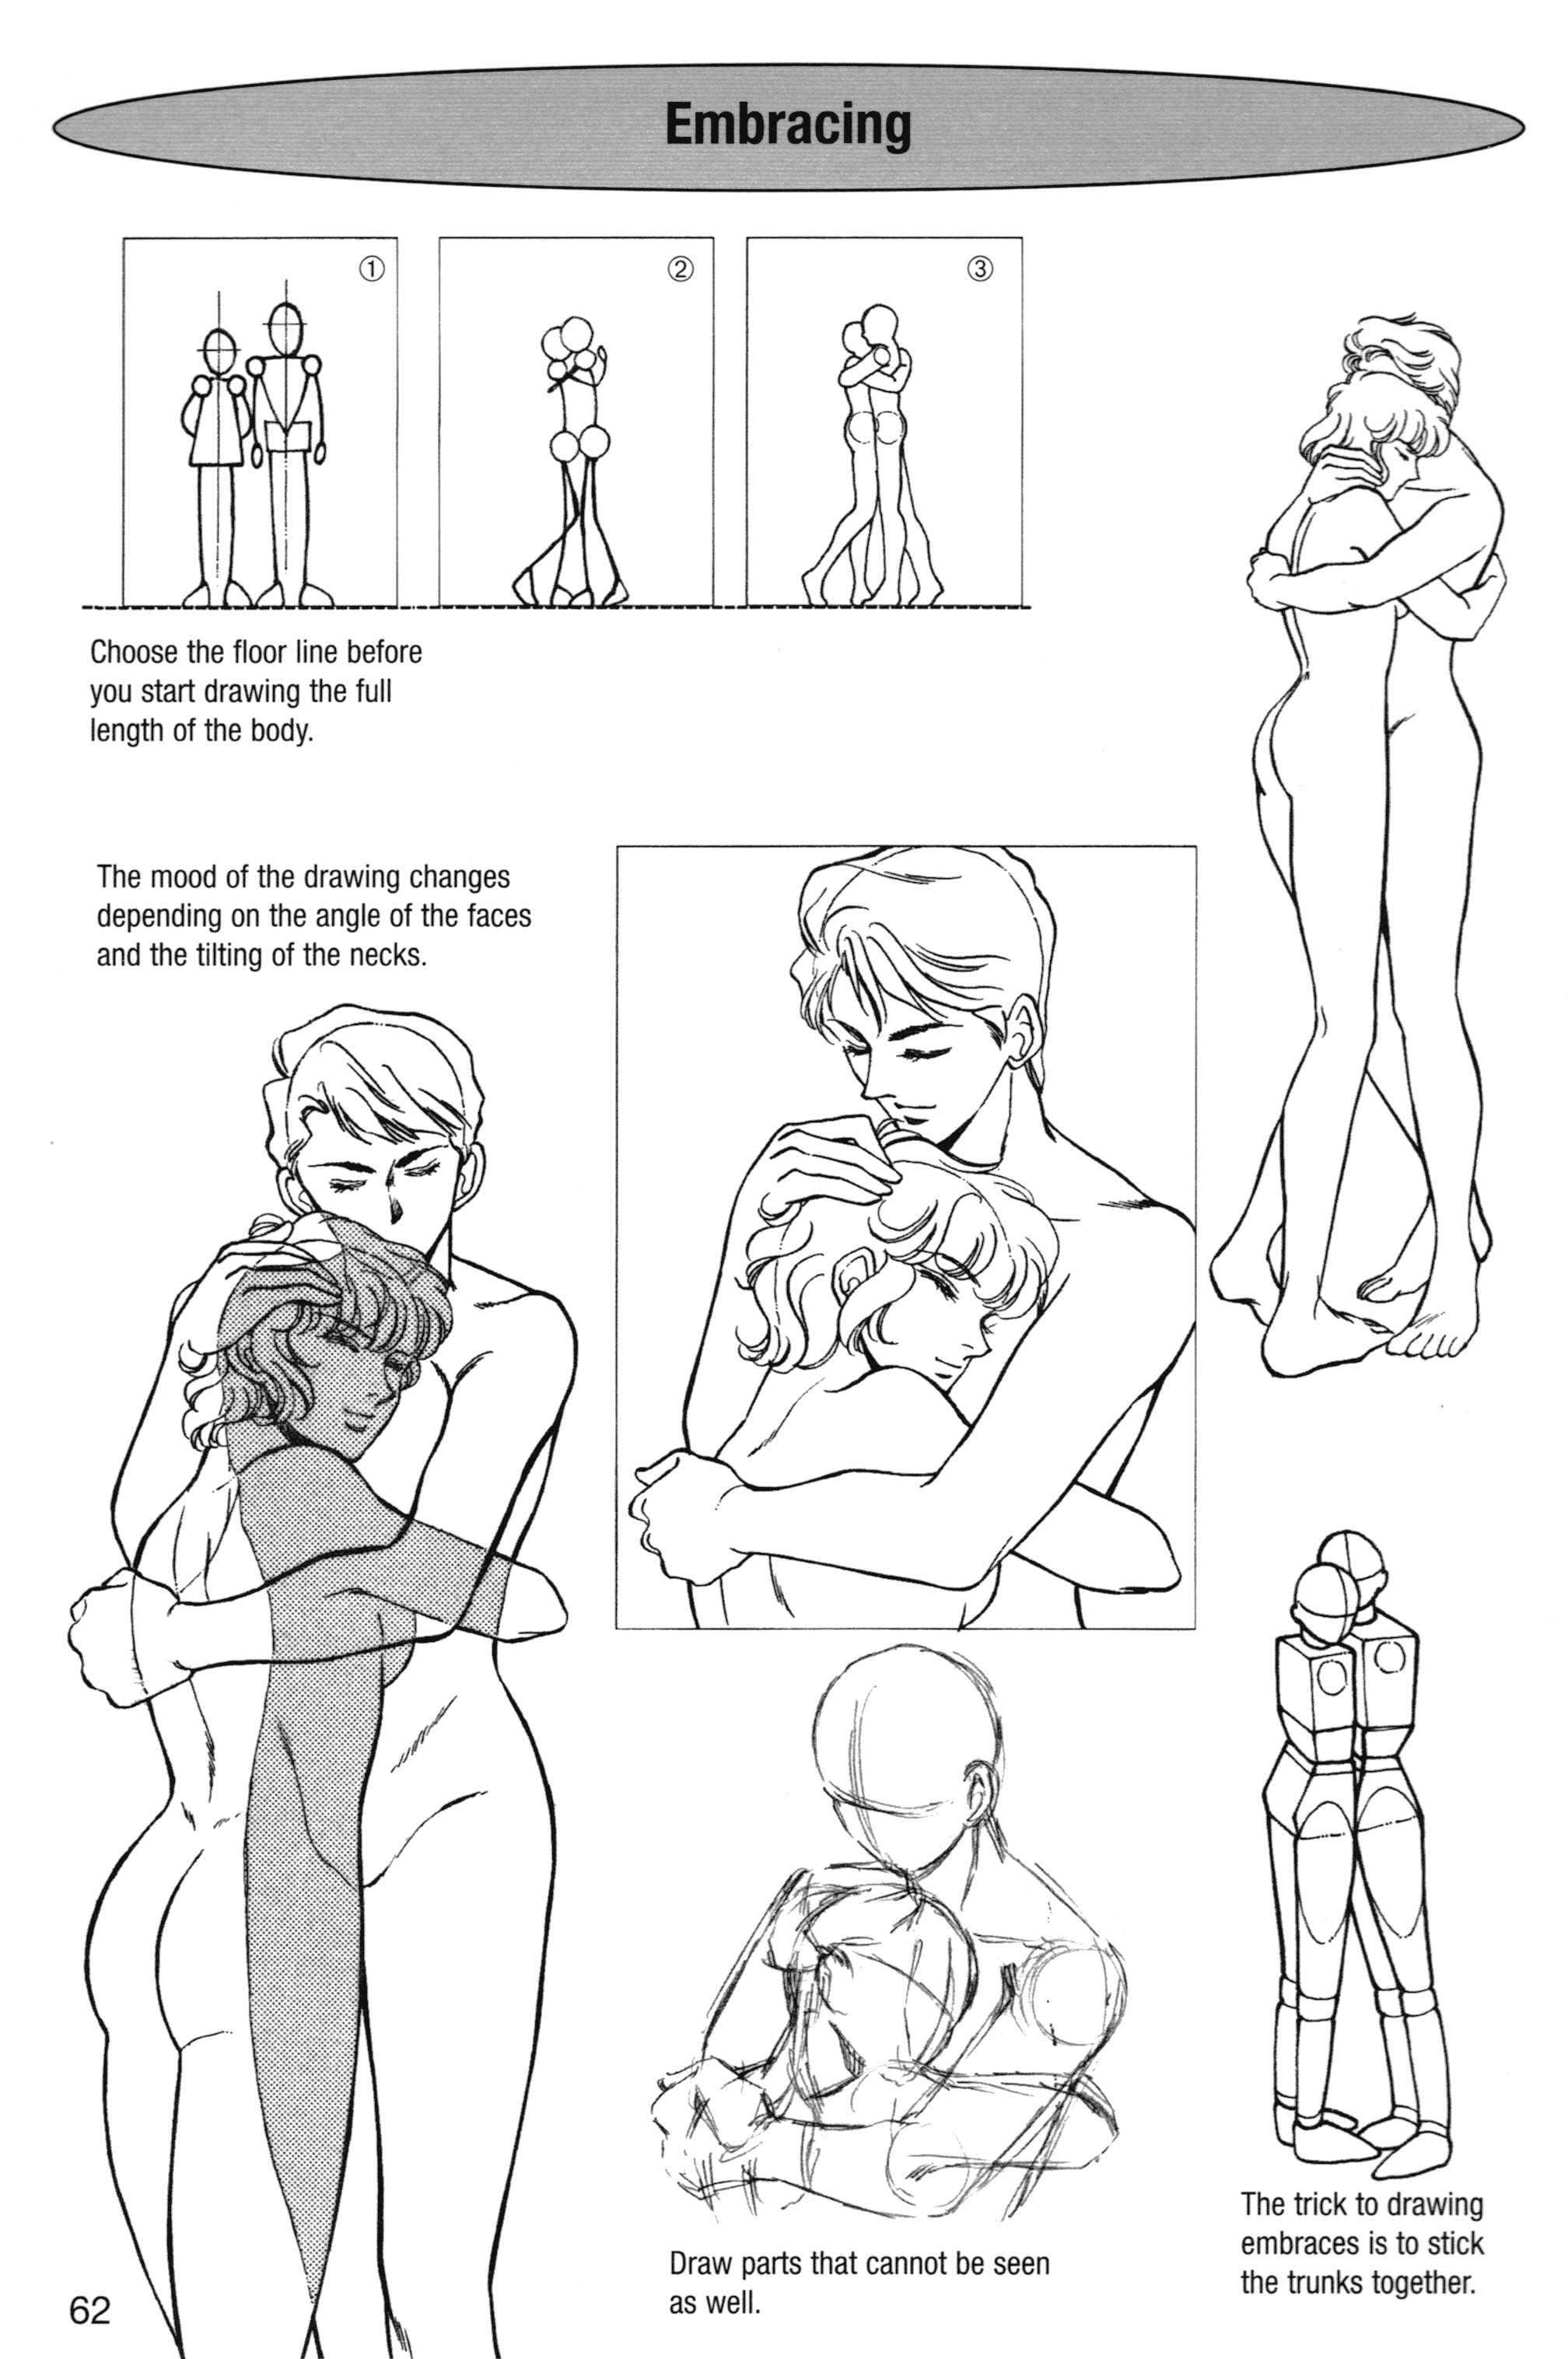 Embracing
①
②
③
Choose the floor line before
you start drawing the full
length of the body.
The mood of the drawing changes
depending on the angle of the faces
and the tilting of the necks.
Draw parts that cannot be seen
as well.
The trick to drawing
embraces is to stick
the trunks together.
62